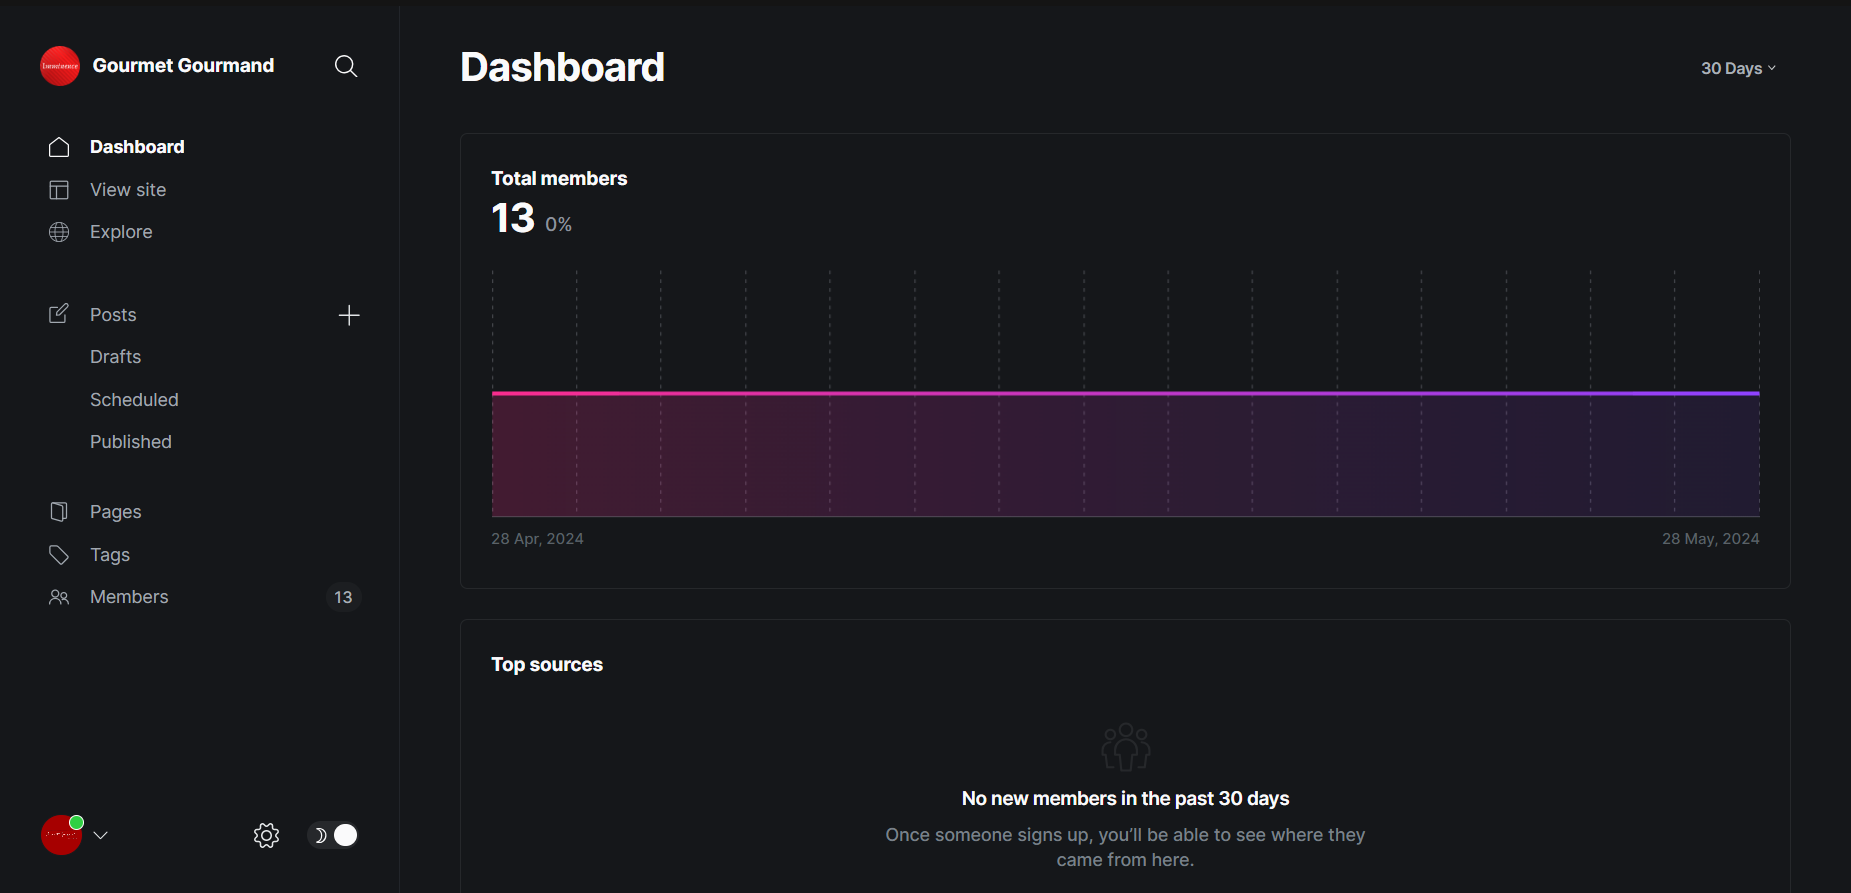 Gourmet Gourmand
Dashboard
View site
Explore
Posts
Drafts
Scheduled
Published
Pages
Tags
Members 13
Dashboard
30 Days
Total members
13 0%
28 Apr, 2024 28 May, 2024
Top sources
No new members in the past 30 days
Once someone signs up, you’ll be able to see where they
came from here.